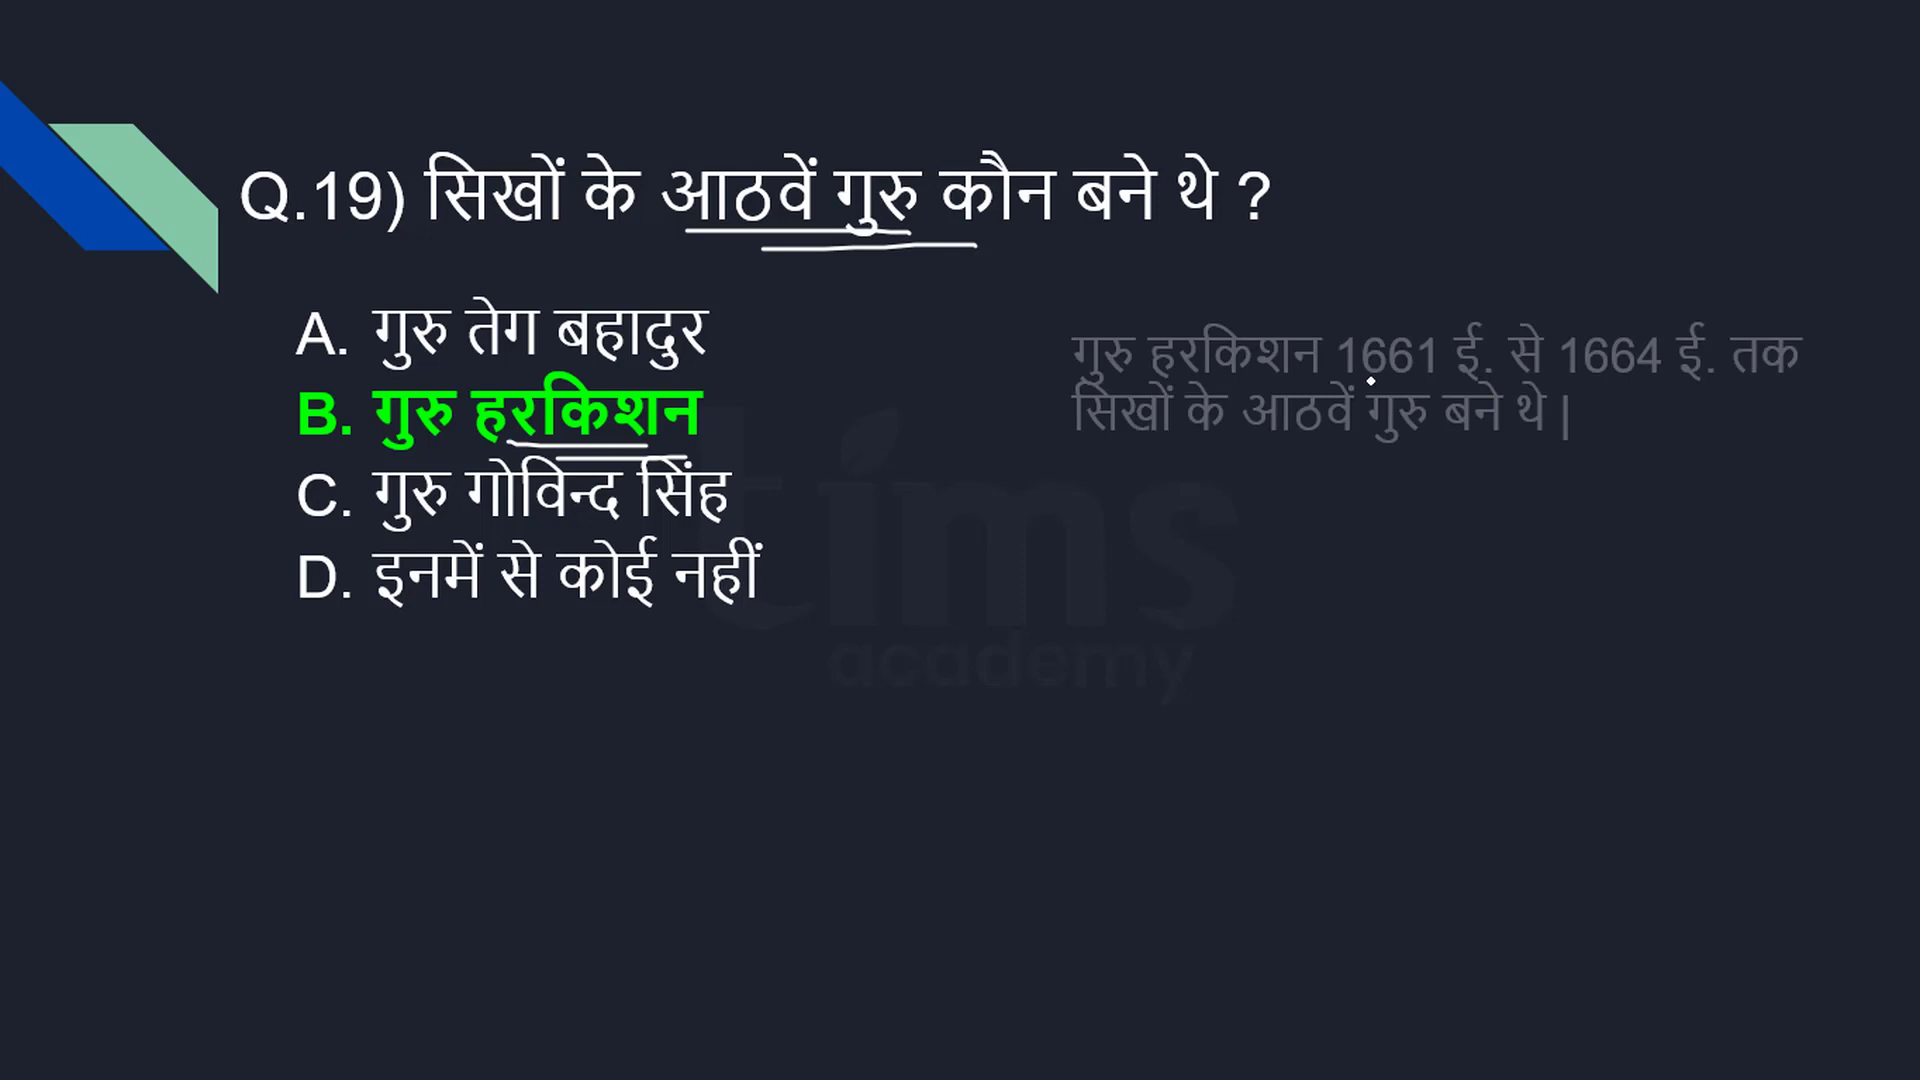 Q.19) सिखों के आठवें गुरु कौन बने थे ?
A. गुरु तेग बहादुर
B. गुरु हरकिशन
C. गुरु गोविन्द सिंह
D. इनमें से कोई नहीं
गुरु हरकिशन 1661 ई. से 1664 ई. तक
सिखों के आठवें गुरु बने थे |
tims
academy